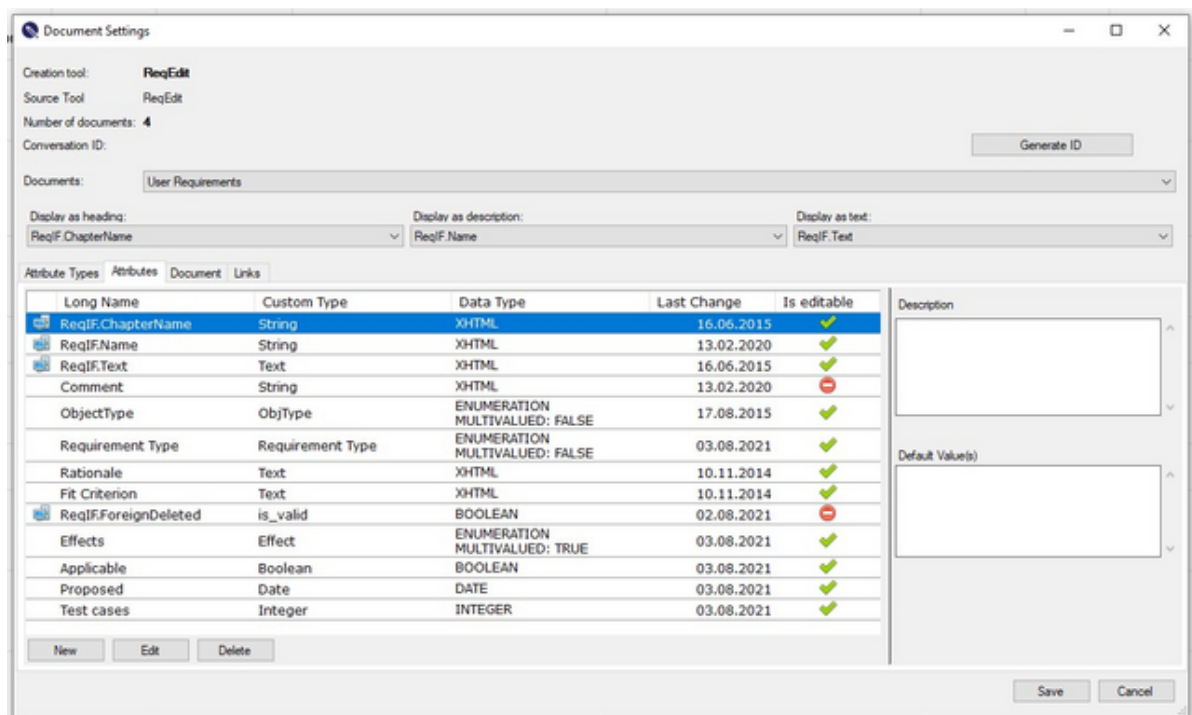 Document Settings
Creation tool: ReqEdit
Source Tool ReqEdit
Number of documents: 4
Conversation ID: Generate ID
Documents: User Requirements
Display as heading: Display as description: Display as text:
ReqIF.ChapterName ReqIF.Name ReqIF.Text
Attribute Types Attributes Document Links
Long Name Custom Type Data Type Last Change Is editable Description
ReqIF.ChapterName String XHTML 16.06.2015
ReqIF.Name String XHTML 13.02.2020
ReqIF.Text Text XHTML 16.06.2015
Comment String XHTML 13.02.2020
ObjectType ObjType ENUMERATION
MULTIVALUED: FALSE 17.08.2015
Requirement Type Requirement Type ENUMERATION
MULTIVALUED: FALSE 03.08.2021
Default Value(s)
Rationale Text XHTML 10.11.2014
Fit Criterion Text XHTML 10.11.2014
ReqIF.ForeignDeleted is_valid BOOLEAN 02.08.2021
Effects Effect ENUMERATION
MULTIVALUED: TRUE 03.08.2021
Applicable Boolean BOOLEAN 03.08.2021
Proposed Date DATE 03.08.2021
Test cases Integer INTEGER 03.08.2021
New Edit Delete
Save Cancel